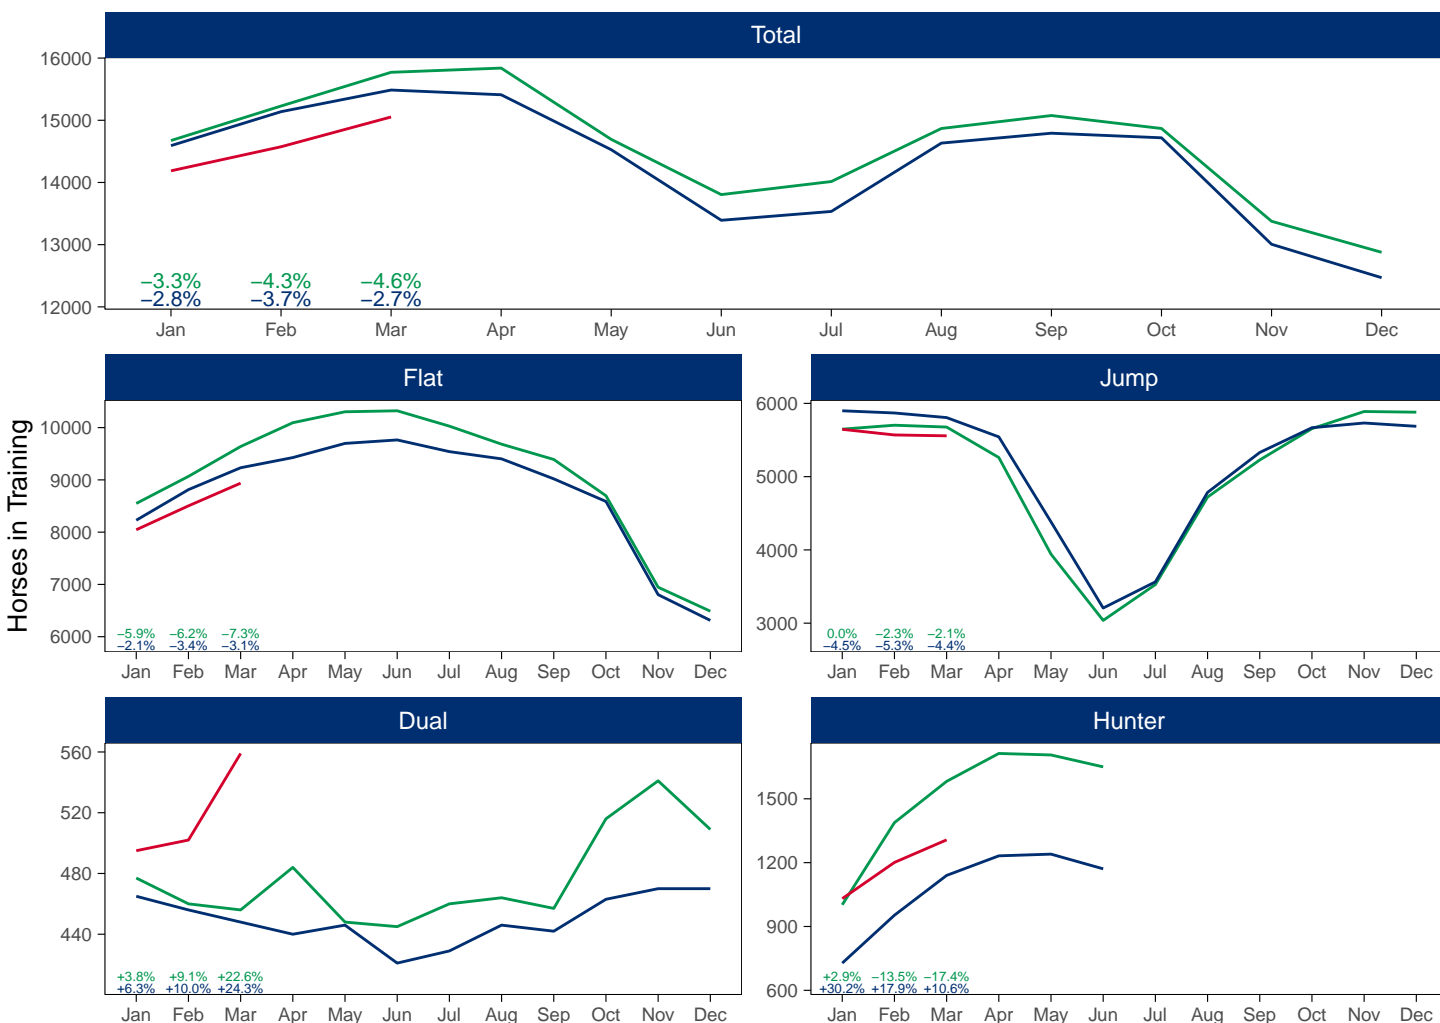 Total
16000
15000
14000
13000
12000
−3.3% −4.3% −4.6%
−2.8% −3.7% −2.7%
Jan Feb Mar Apr May Jun Jul Aug Sep Oct Nov Dec
Horses in Training
Flat
10000
9000
8000
7000
6000
−5.9% −6.2% −7.3%
−2.1% −3.4% −3.1%
Jan Feb Mar Apr May Jun Jul Aug Sep Oct Nov Dec
Jump
6000
5000
4000
3000
0.0% −2.3% −2.1%
−4.5% −5.3% −4.4%
Jan Feb Mar Apr May Jun Jul Aug Sep Oct Nov Dec
Dual
560
520
480
440
+3.8% +9.1% +22.6%
+6.3% +10.0% +24.3%
Jan Feb Mar Apr May Jun Jul Aug Sep Oct Nov Dec
Hunter
1500
1200
900
600
+2.9% −13.5% −17.4%
+30.2% +17.9% +10.6%
Jan Feb Mar Apr May Jun Jul Aug Sep Oct Nov Dec